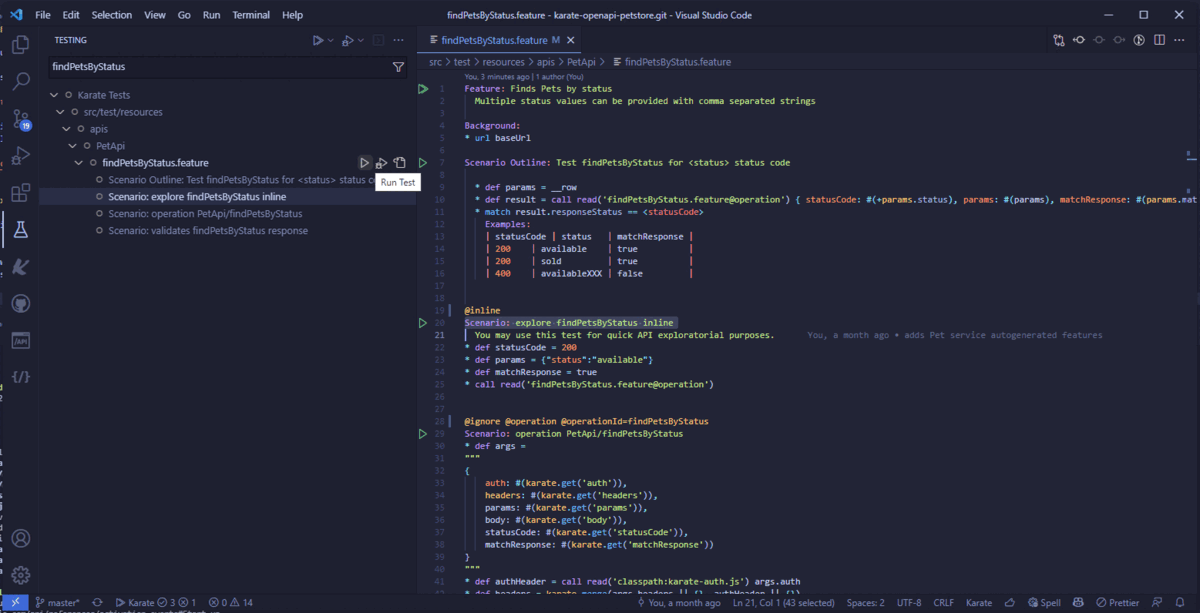 File Edit Selection View Go Run Terminal Help
findPetsByStatus.feature - karate-openapi-petstore.git - Visual Studio Code
TESTING
findPetsByStatus
Karate Tests
src/test/resources
apis
PetApi
findPetsByStatus.feature
Run Test
Scenario Outline: Test findPetsByStatus for <status> status co
Scenario: explore findPetsByStatus inline
Scenario: operation PetApi/findPetsByStatus
Scenario: validates findPetsByStatus response
19
/API
{/}
findPetsByStatus.feature M
src > test > resources > apis > PetApi > findPetsByStatus.feature
You, 3 minutes ago | 1 author (You)
1 Feature: Finds Pets by status
2 Multiple status values can be provided with comma separated strings
3
4 Background:
5 * url baseUrl
6
7 Scenario Outline: Test findPetsByStatus for <status> status code
8
9 * def params = __row
10 * def result = call read('findPetsByStatus.feature@operation') { statusCode: #(+params.status), params: #(params), matchResponse: #(params.mat
11 * match result.responseStatus == <statusCode>
12 Examples:
13 | statusCode | status | matchResponse |
14 | 200 | available | true |
15 | 200 | sold | true |
16 | 400 | availableXXX | false |
17
18
19 @inline
20 Scenario: explore findPetsByStatus inline
21 You may use this test for quick API exploratorial purposes. You, a month ago • adds Pet service autogenerated features
22 * def statusCode = 200
23 * def params = {"status":"available"}
24 * def matchResponse = true
25 * call read('findPetsByStatus.feature@operation')
26
27
28 @ignore @operation @operationId=findPetsByStatus
29 Scenario: operation PetApi/findPetsByStatus
30 * def args =
31 """
32 {
33 auth: #(karate.get('auth')),
34 headers: #(karate.get('headers')),
35 params: #(karate.get('params')),
36 body: #(karate.get('body')),
37 statusCode: #(karate.get('statusCode')),
38 matchResponse: #(karate.get('matchResponse'))
39 }
40 """
41 * def authHeader = call read('classpath:karate-auth.js') args.auth
42 * def headers = karate.merge(args.headers || {}, authHeader || {})
master* Karate 3 1 0 14 You, a month ago Ln 21, Col 1 (43 selected) Spaces: 2 UTF-8 CRLF Karate Spell Prettier